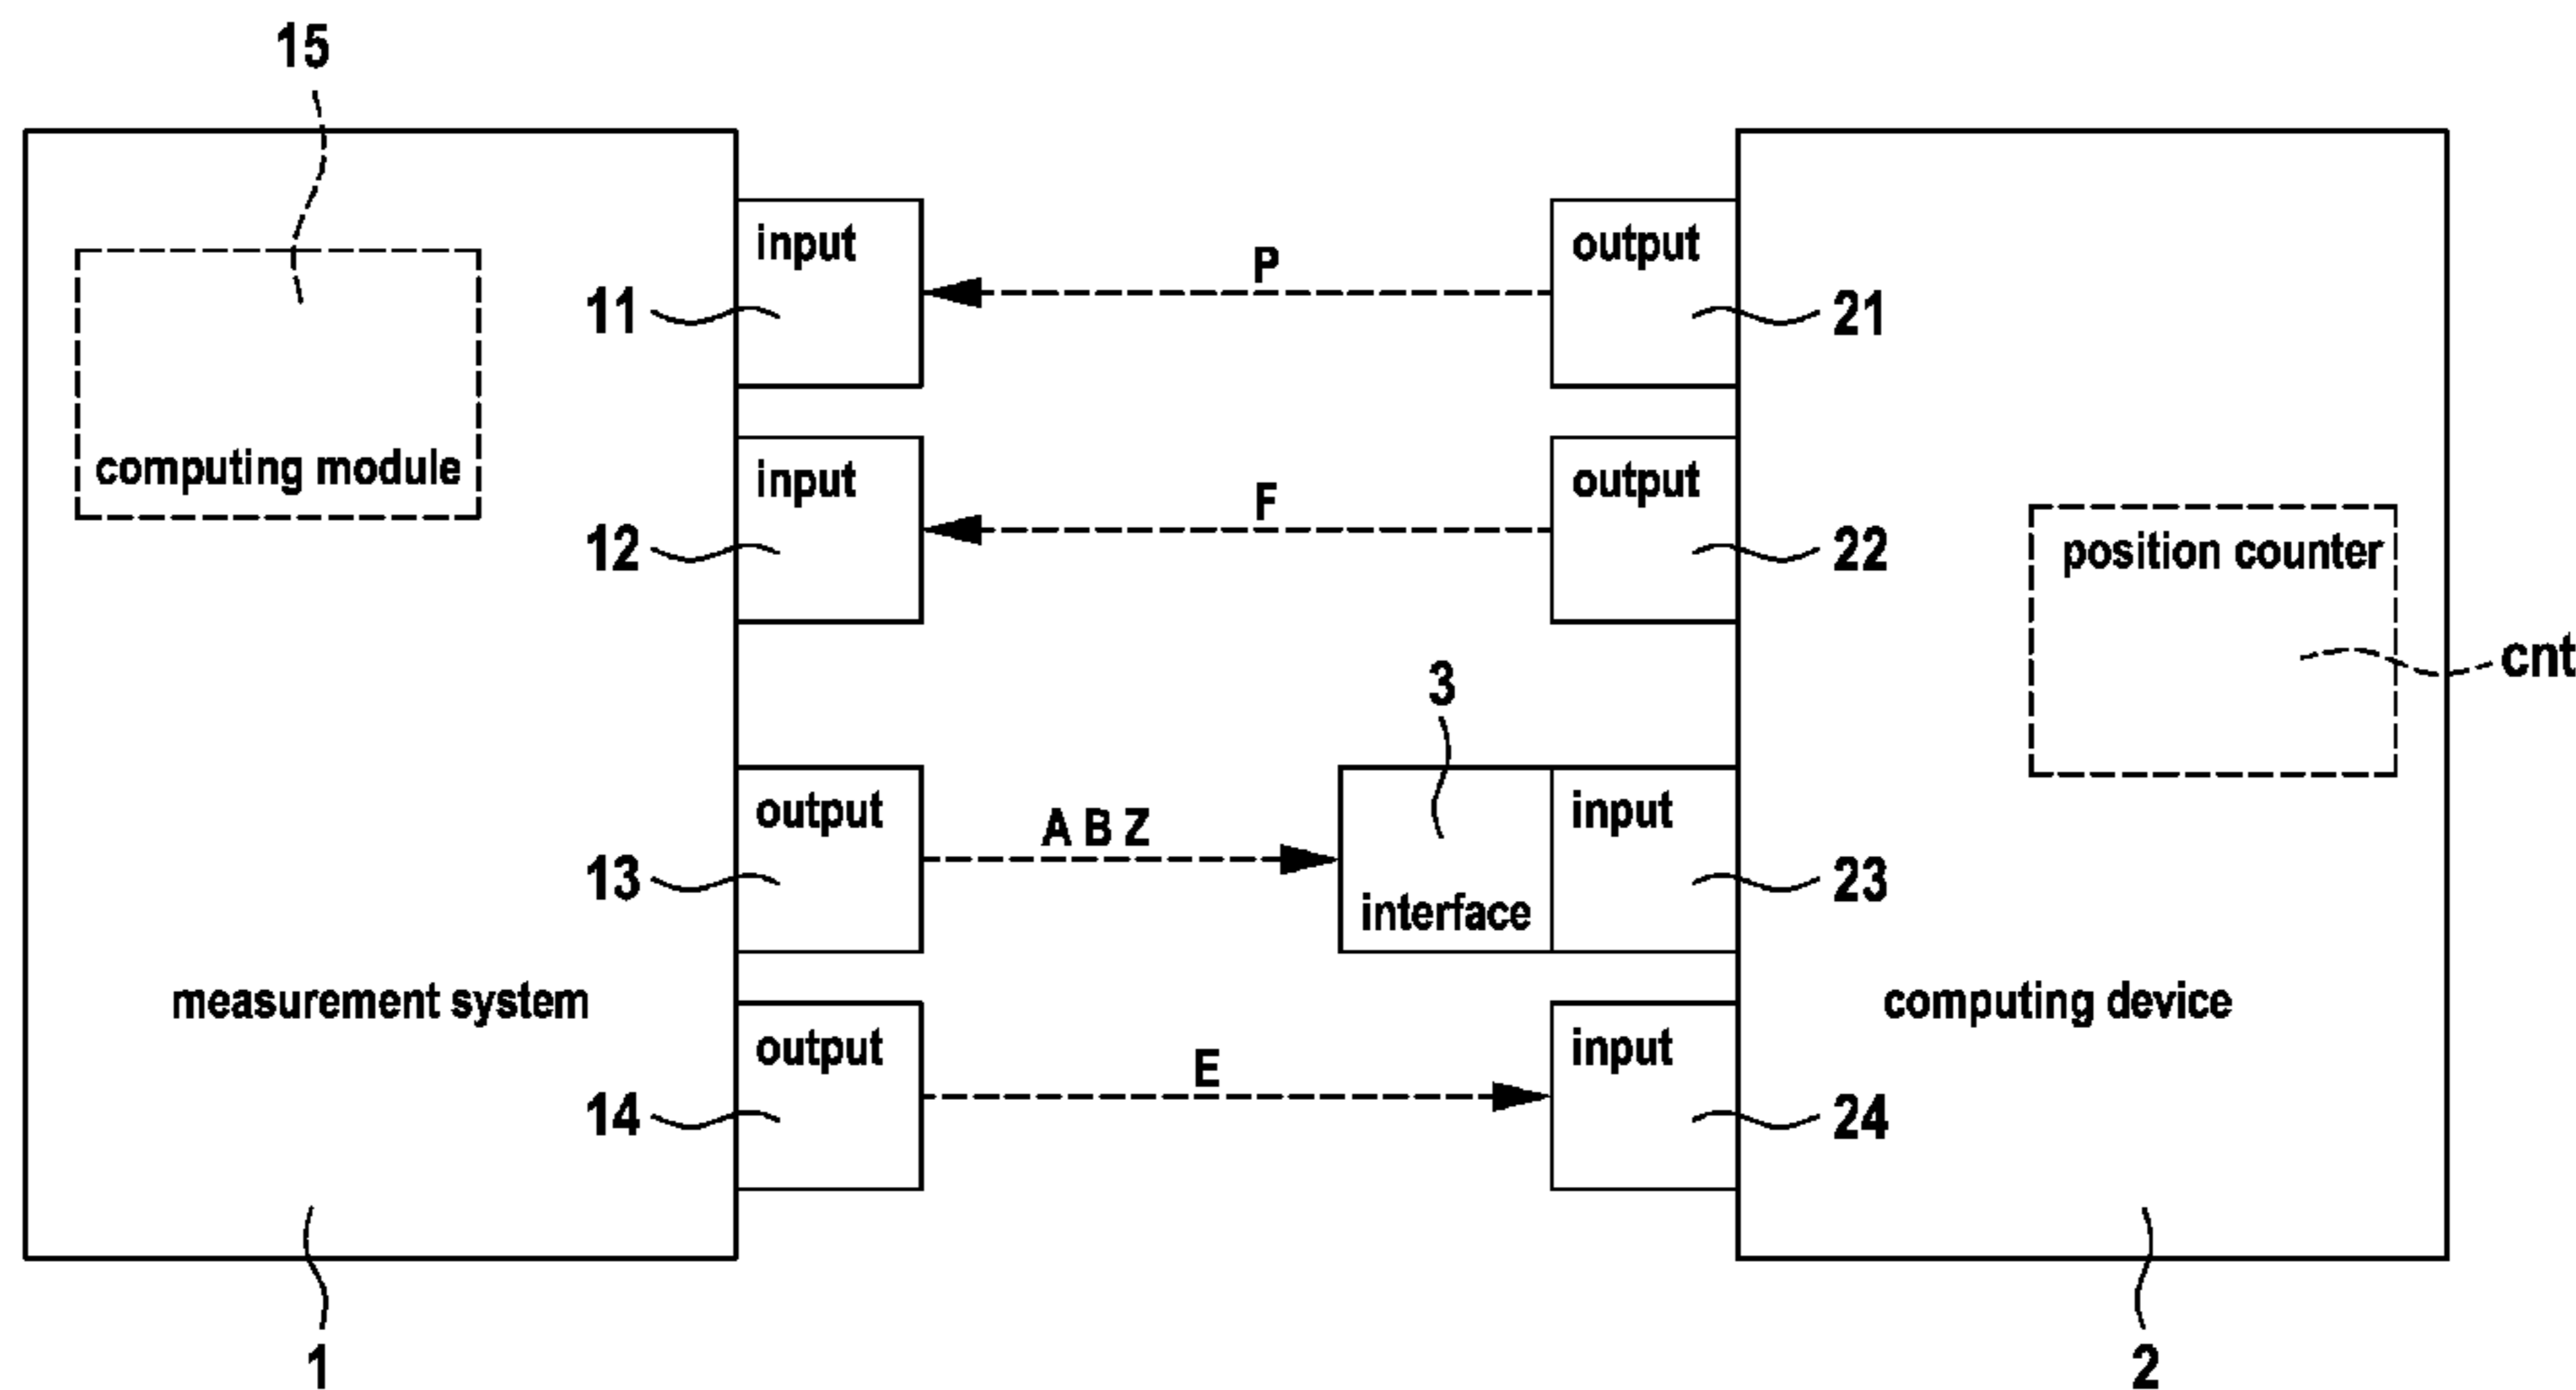 15
input
P
output
11
21
computing module
input
F
output
12
22
position counter
cnt
3
output
A B Z
input
13
interface
23
measurement system
computing device
output
E
input
14
24
1
2